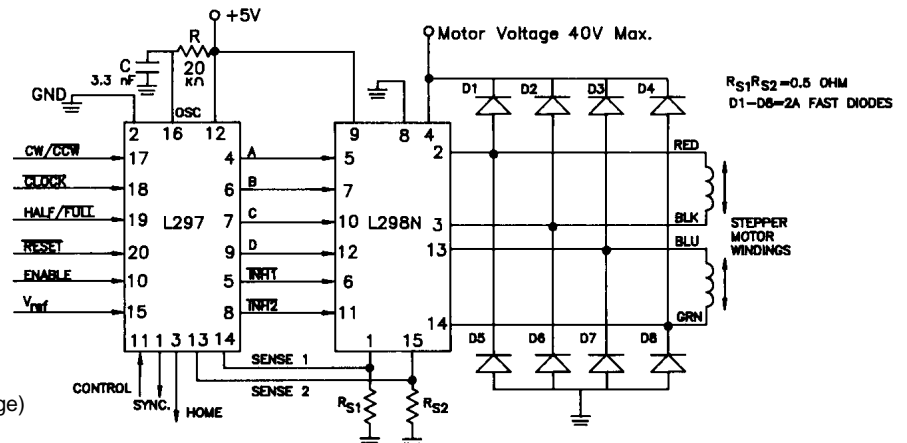 +5V
R
20
KΩ
C
3.3 nF
GND
OSC
Motor Voltage 40V Max.
D1 D2 D3 D4
RS1RS2=0.5 OHM
D1-D8=2A FAST DIODES
2 16 12
9 8 4
CW/CCW 17
CLOCK 18
HALF/FULL 19
RESET 20
ENABLE 10
Vref 15
L297
4 A 5
6 B 7
7 C 10
9 D 12
5 INH1 6
8 INH2 11
L298N
2 RED
3 BLK
13 BLU
14 GRN
STEPPER
MOTOR
WINDINGS
11 1 3 13 14
1 15
D5 D6 D7 D8
SENSE 1
SENSE 2
CONTROL
SYNC.
HOME
RS1 RS2
ge)